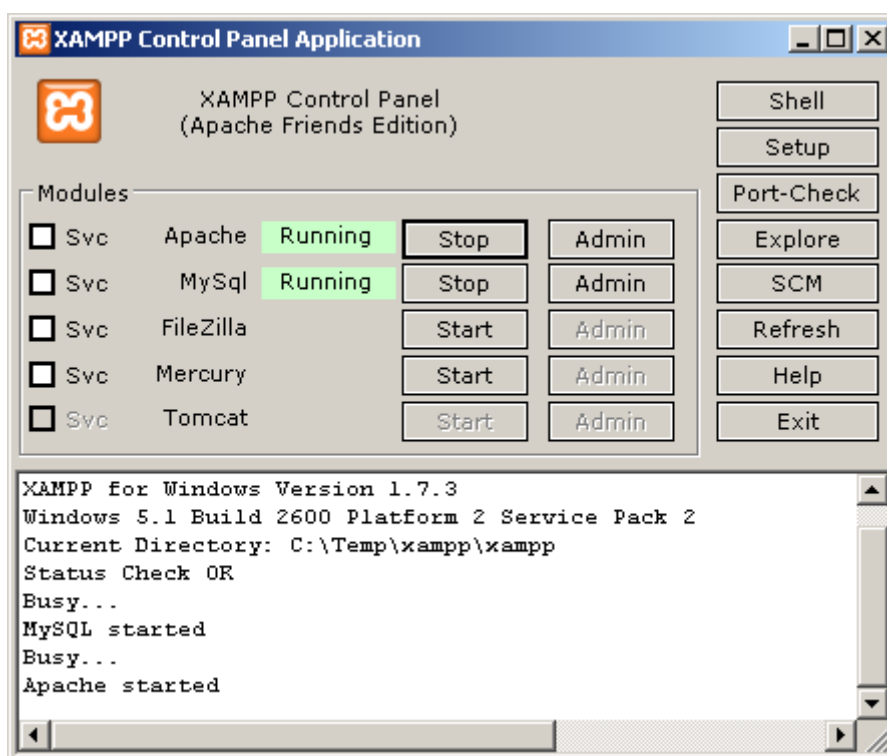 XAMPP Control Panel Application
XAMPP Control Panel
(Apache Friends Edition)
Shell
Setup
Port-Check
Explore
SCM
Refresh
Help
Exit
Modules
Svc Apache Running Stop Admin
Svc MySql Running Stop Admin
Svc FileZilla Start Admin
Svc Mercury Start Admin
Svc Tomcat Start Admin
XAMPP for Windows Version 1.7.3
Windows 5.1 Build 2600 Platform 2 Service Pack 2
Current Directory: C:\Temp\xampp\xampp
Status Check OK
Busy...
MySQL started
Busy...
Apache started